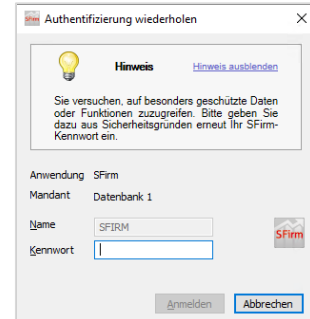 Authentifizierung wiederholen
Hinweis
Hinweis ausblenden
Sie versuchen, auf besonders geschützte Daten
oder Funktionen zuzugreifen. Bitte geben Sie
dazu aus Sicherheitsgründen erneut Ihr SFirm-
Kennwort ein.
Anwendung SFirm
Mandant Datenbank 1
Name SFIRM
SFirm
Kennwort
Anmelden Abbrechen